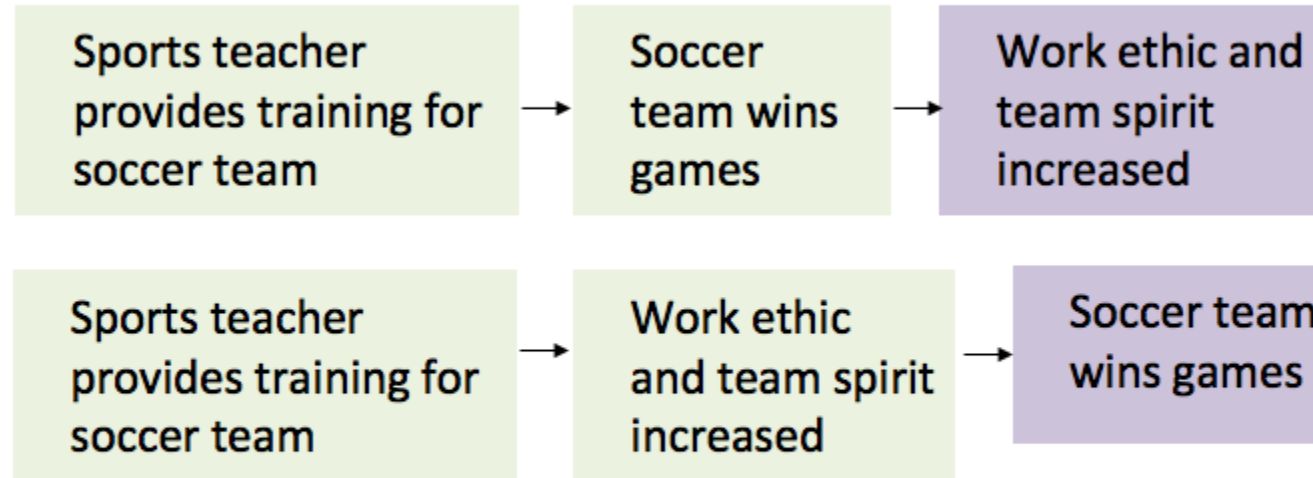 Sports teacher
provides training for
soccer team
Soccer
team wins
games
Work ethic and
team spirit
increased
Sports teacher
provides training for
soccer team
Work ethic
and team spirit
increased
Soccer team
wins games